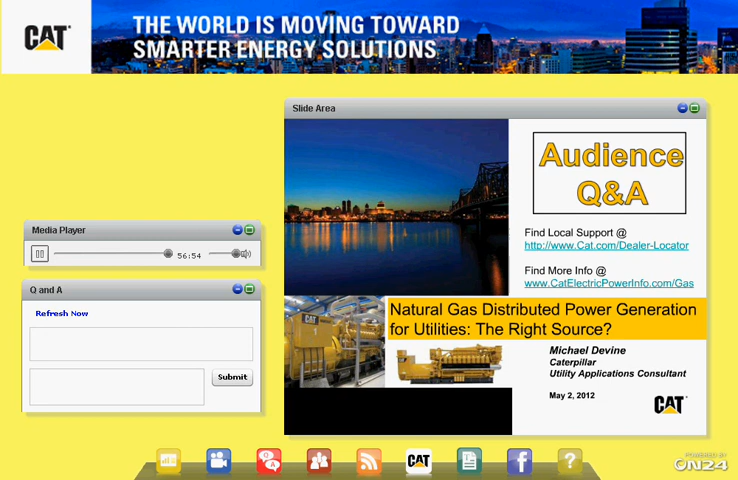 CAT
THE WORLD IS MOVING TOWARD
SMARTER ENERGY SOLUTIONS
Slide Area
Audience
Q&A
Find Local Support @
http://www.Cat.com/Dealer-Locator
Find More Info @
www.CatElectricPowerInfo.com/Gas
Media Player
56:54
Q and A
Refresh Now
Submit
Natural Gas Distributed Power Generation
for Utilities: The Right Source?
Michael Devine
Caterpillar
Utility Applications Consultant
May 2, 2012
CAT
Q
A
CAT
f
?
POWERED BY
ON24